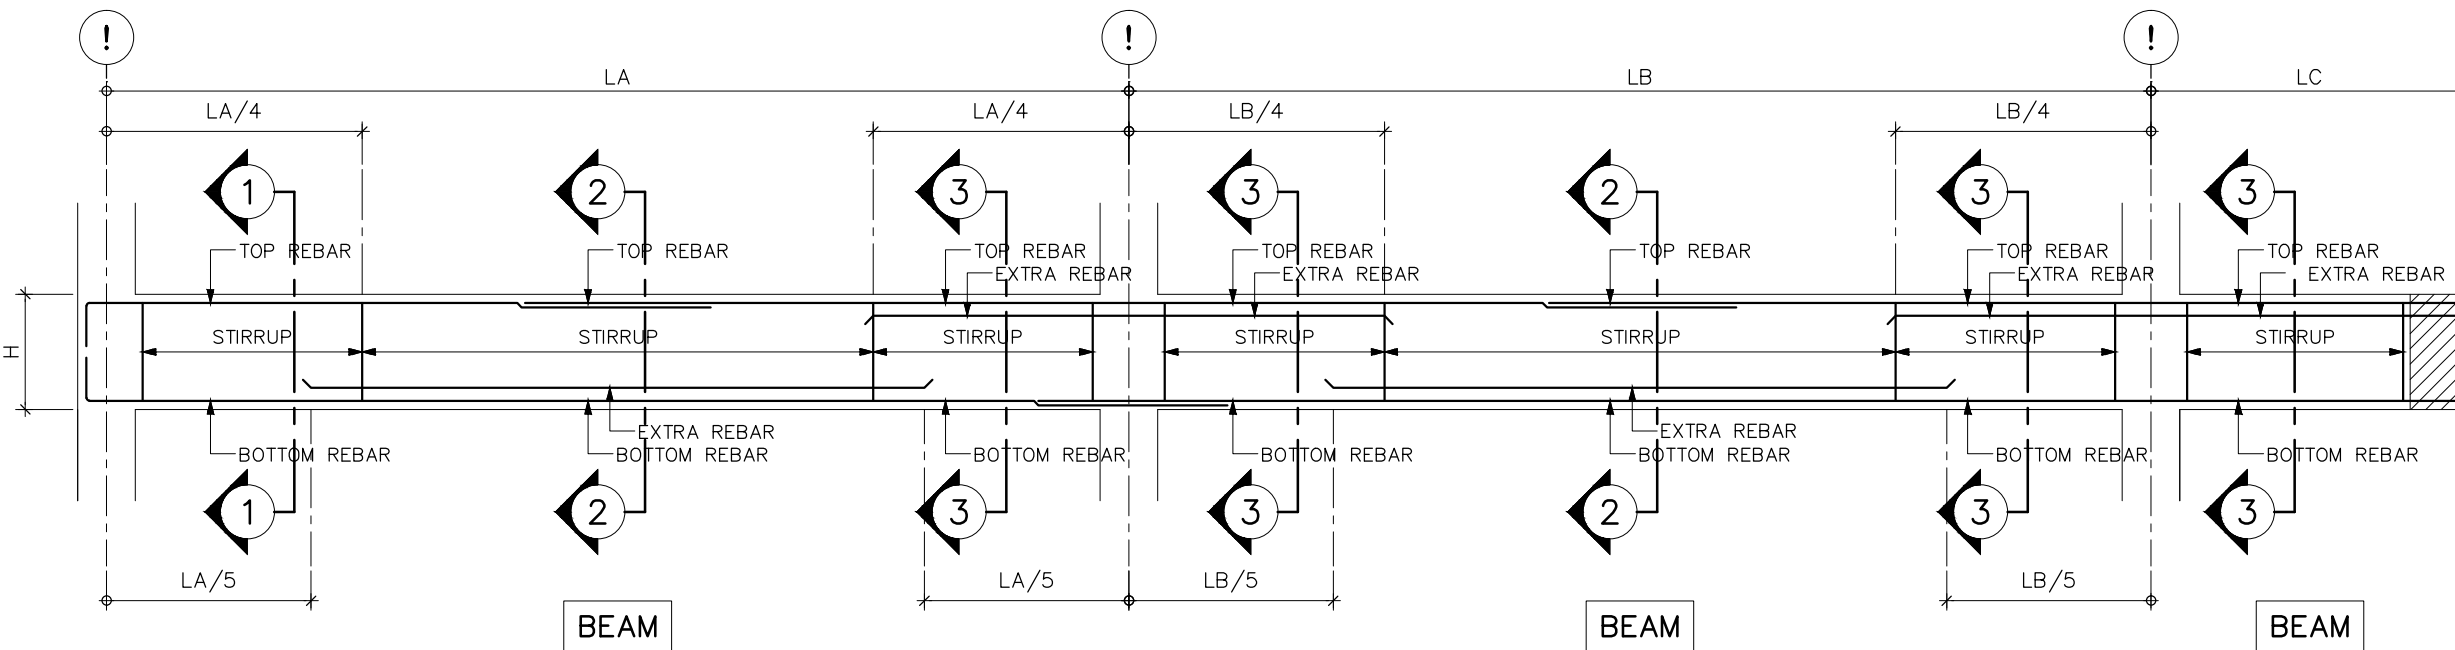 ! ! !
LA LB LC
LA/4 LA/4 LB/4 LB/4
1 2 3 3 2 3 3
TOP REBAR TOP REBAR TOP REBAR TOP REBAR TOP REBAR TOP REBAR TOP REBAR
EXTRA REBAR EXTRA REBAR EXTRA REBAR EXTRA REBAR
STIRRUP STIRRUP STIRRUP STIRRUP STIRRUP STIRRUP STIRRUP
H
EXTRA REBAR EXTRA REBAR
BOTTOM REBAR BOTTOM REBAR BOTTOM REBAR BOTTOM REBAR BOTTOM REBAR BOTTOM REBAR BOTTOM REBAR
1 2 3 3 2 3 3
LA/5 LA/5 LB/5 LB/5
BEAM BEAM BEAM